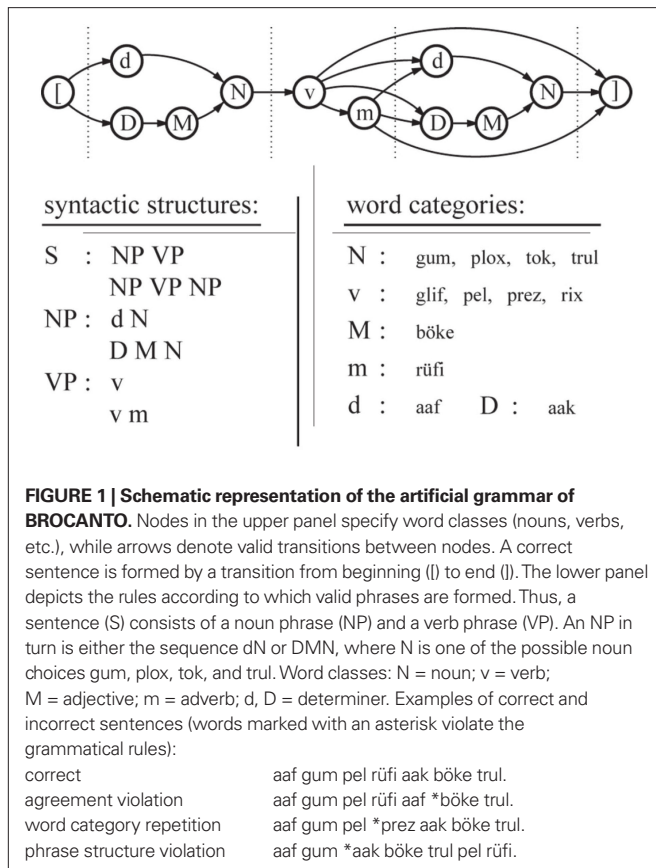 d d
[ N v N ]
m
D M D M
syntactic structures:
S : NP VP
NP VP NP
NP : d N
D M N
VP : v
v m
word categories:
N : gum, plox, tok, trul
v : glif, pel, prez, rix
M : böke
m : rüfi
d : aaf D : aak
FIGURE 1 | Schematic representation of the artificial grammar of
BROCANTO. Nodes in the upper panel specify word classes (nouns, verbs,
etc.), while arrows denote valid transitions between nodes. A correct
sentence is formed by a transition from beginning ([) to end (]). The lower panel
depicts the rules according to which valid phrases are formed. Thus, a
sentence (S) consists of a noun phrase (NP) and a verb phrase (VP). An NP in
turn is either the sequence dN or DMN, where N is one of the possible noun
choices gum, plox, tok, and trul. Word classes: N = noun; v = verb;
M = adjective; m = adverb; d, D = determiner. Examples of correct and
incorrect sentences (words marked with an asterisk violate the
grammatical rules):
correct aaf gum pel rüfi aak böke trul.
agreement violation aaf gum pel rüfi aaf *böke trul.
word category repetition aaf gum pel *prez aak böke trul.
phrase structure violation aaf gum *aak böke trul pel rüfi.